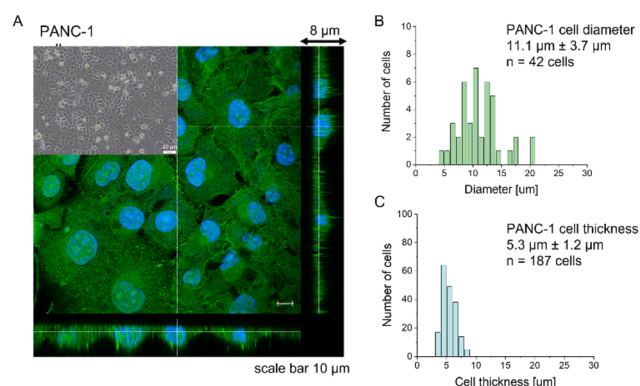 A
PANC-1
8 µm
scale bar 10 µm
B
PANC-1 cell diameter
11.1 µm ± 3.7 µm
n = 42 cells
Number of cells
10
8
6
4
2
0
0 5 10 15 20 25 30
Diameter [um]
C
PANC-1 cell thickness
5.3 µm ± 1.2 µm
n = 187 cells
Number of cells
100
80
60
40
20
0
0 5 10 15 20 25 30
Cell thickness [µm]